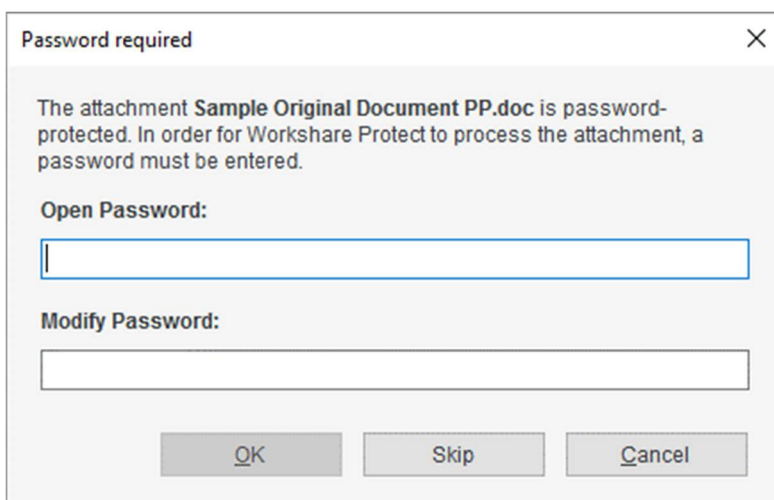 Password required
The attachment Sample Original Document PP.doc is password-
protected. In order for Workshare Protect to process the attachment, a
password must be entered.
Open Password:
Modify Password:
OK
Skip
Cancel